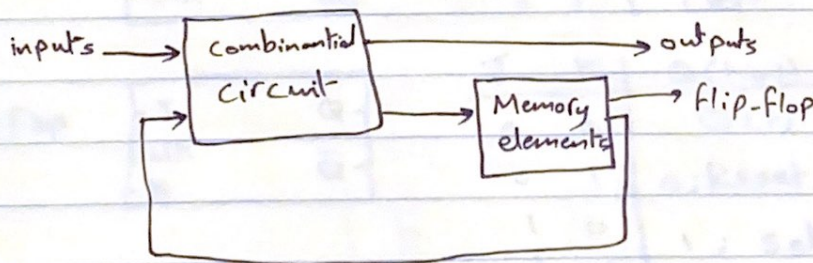 inputs
combinantial
circuit
outputs
Memory
elements
flip-flop